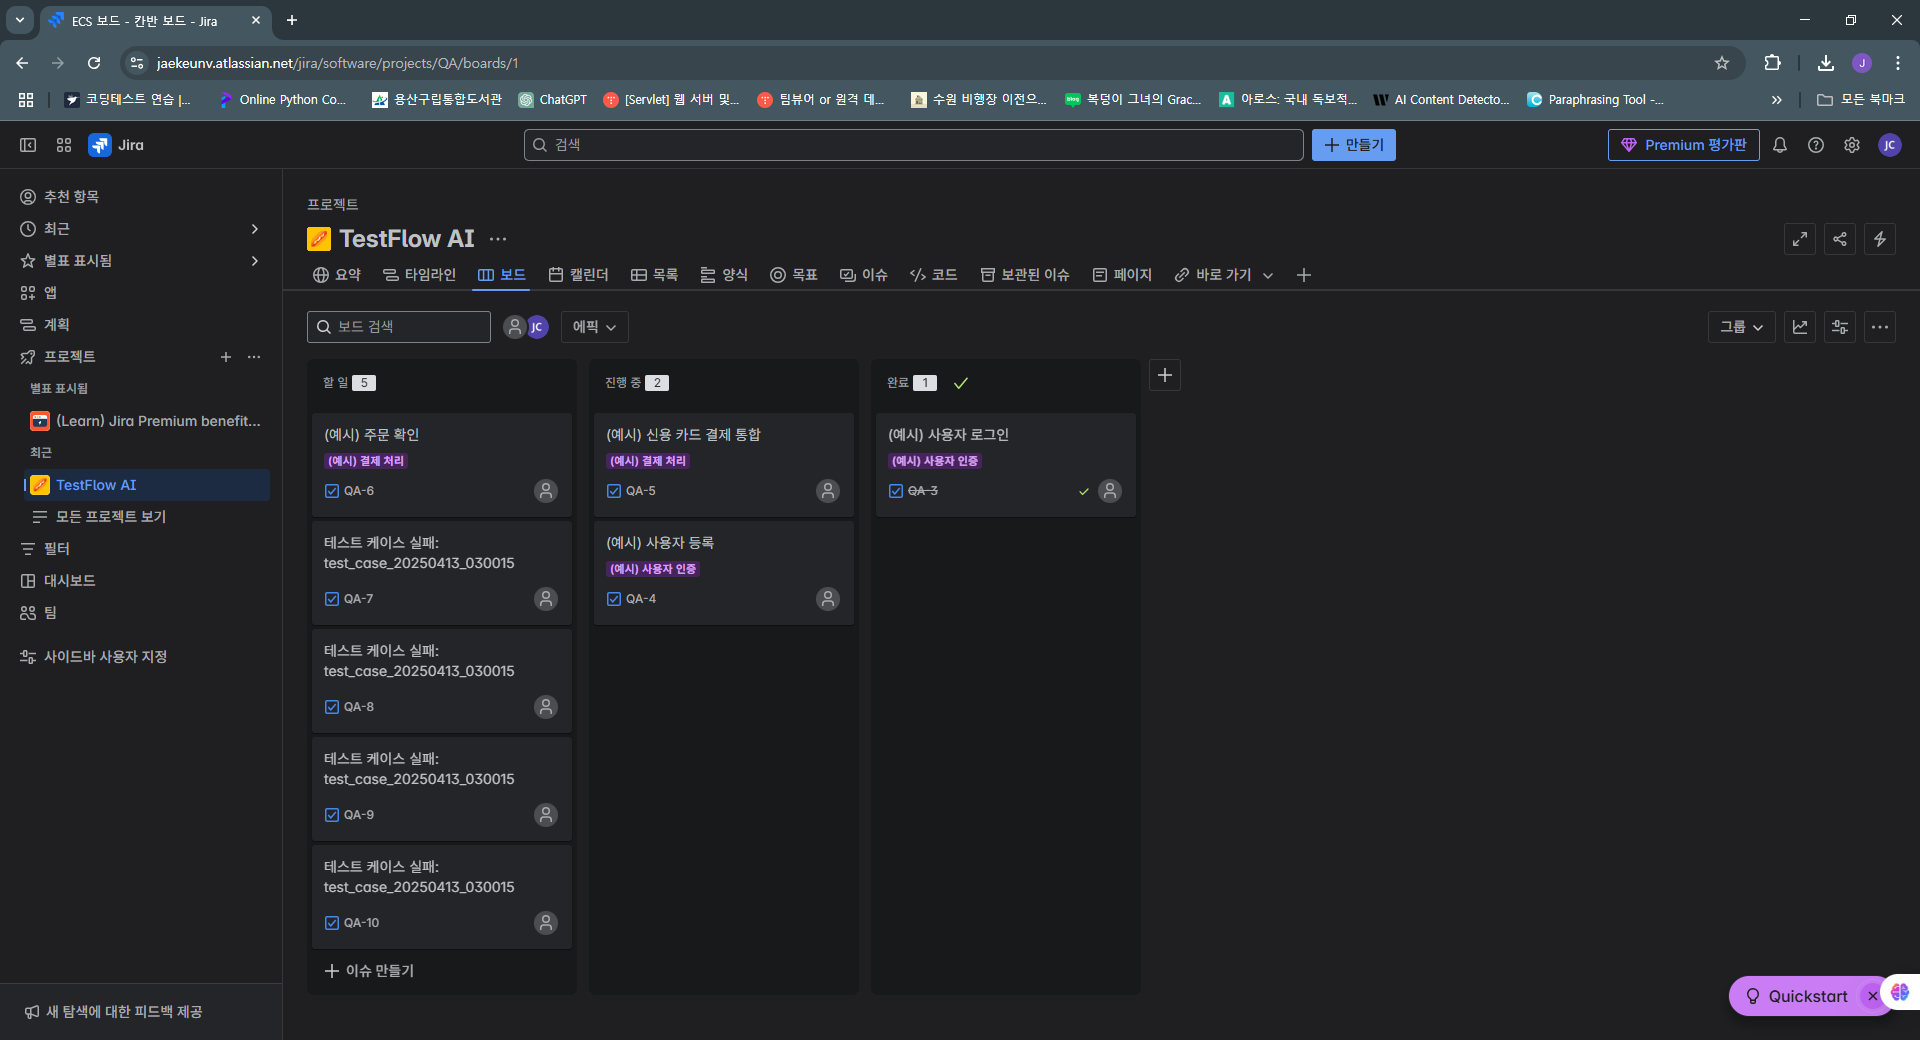 ECS 보드 - 칸반 보드 - Jira
jaekeunv.atlassian.net/jira/software/projects/QA/boards/1
J
코딩테스트 연습 |...
Online Python Co...
용산구립통합도서관
ChatGPT
[Servlet] 웹 서버 및...
팀뷰어 or 원격 데...
수원 비행장 이전으...
blog
복덩이 그녀의 Grac...
아로스: 국내 독보적...
AI Content Detecto...
Paraphrasing Tool -...
모든 북마크
Jira
검색
만들기
Premium 평가판
JC
추천 항목
최근
별표 표시됨
앱
계획
프로젝트
별표 표시됨
(Learn) Jira Premium benefit...
최근
TestFlow AI
모든 프로젝트 보기
필터
대시보드
팀
사이드바 사용자 지정
새 탐색에 대한 피드백 제공
프로젝트
TestFlow AI
요약
타임라인
보드
캘린더
목록
양식
목표
이슈
코드
보관된 이슈
페이지
바로 가기
보드 검색
JC
에픽
그룹
할 일 5
(예시) 주문 확인
(예시) 결제 처리
QA-6
테스트 케이스 실패:
test_case_20250413_030015
QA-7
테스트 케이스 실패:
test_case_20250413_030015
QA-8
테스트 케이스 실패:
test_case_20250413_030015
QA-9
테스트 케이스 실패:
test_case_20250413_030015
QA-10
이슈 만들기
진행 중 2
(예시) 신용 카드 결제 통합
(예시) 결제 처리
QA-5
(예시) 사용자 등록
(예시) 사용자 인증
QA-4
완료 1
(예시) 사용자 로그인
(예시) 사용자 인증
QA-3
Quickstart